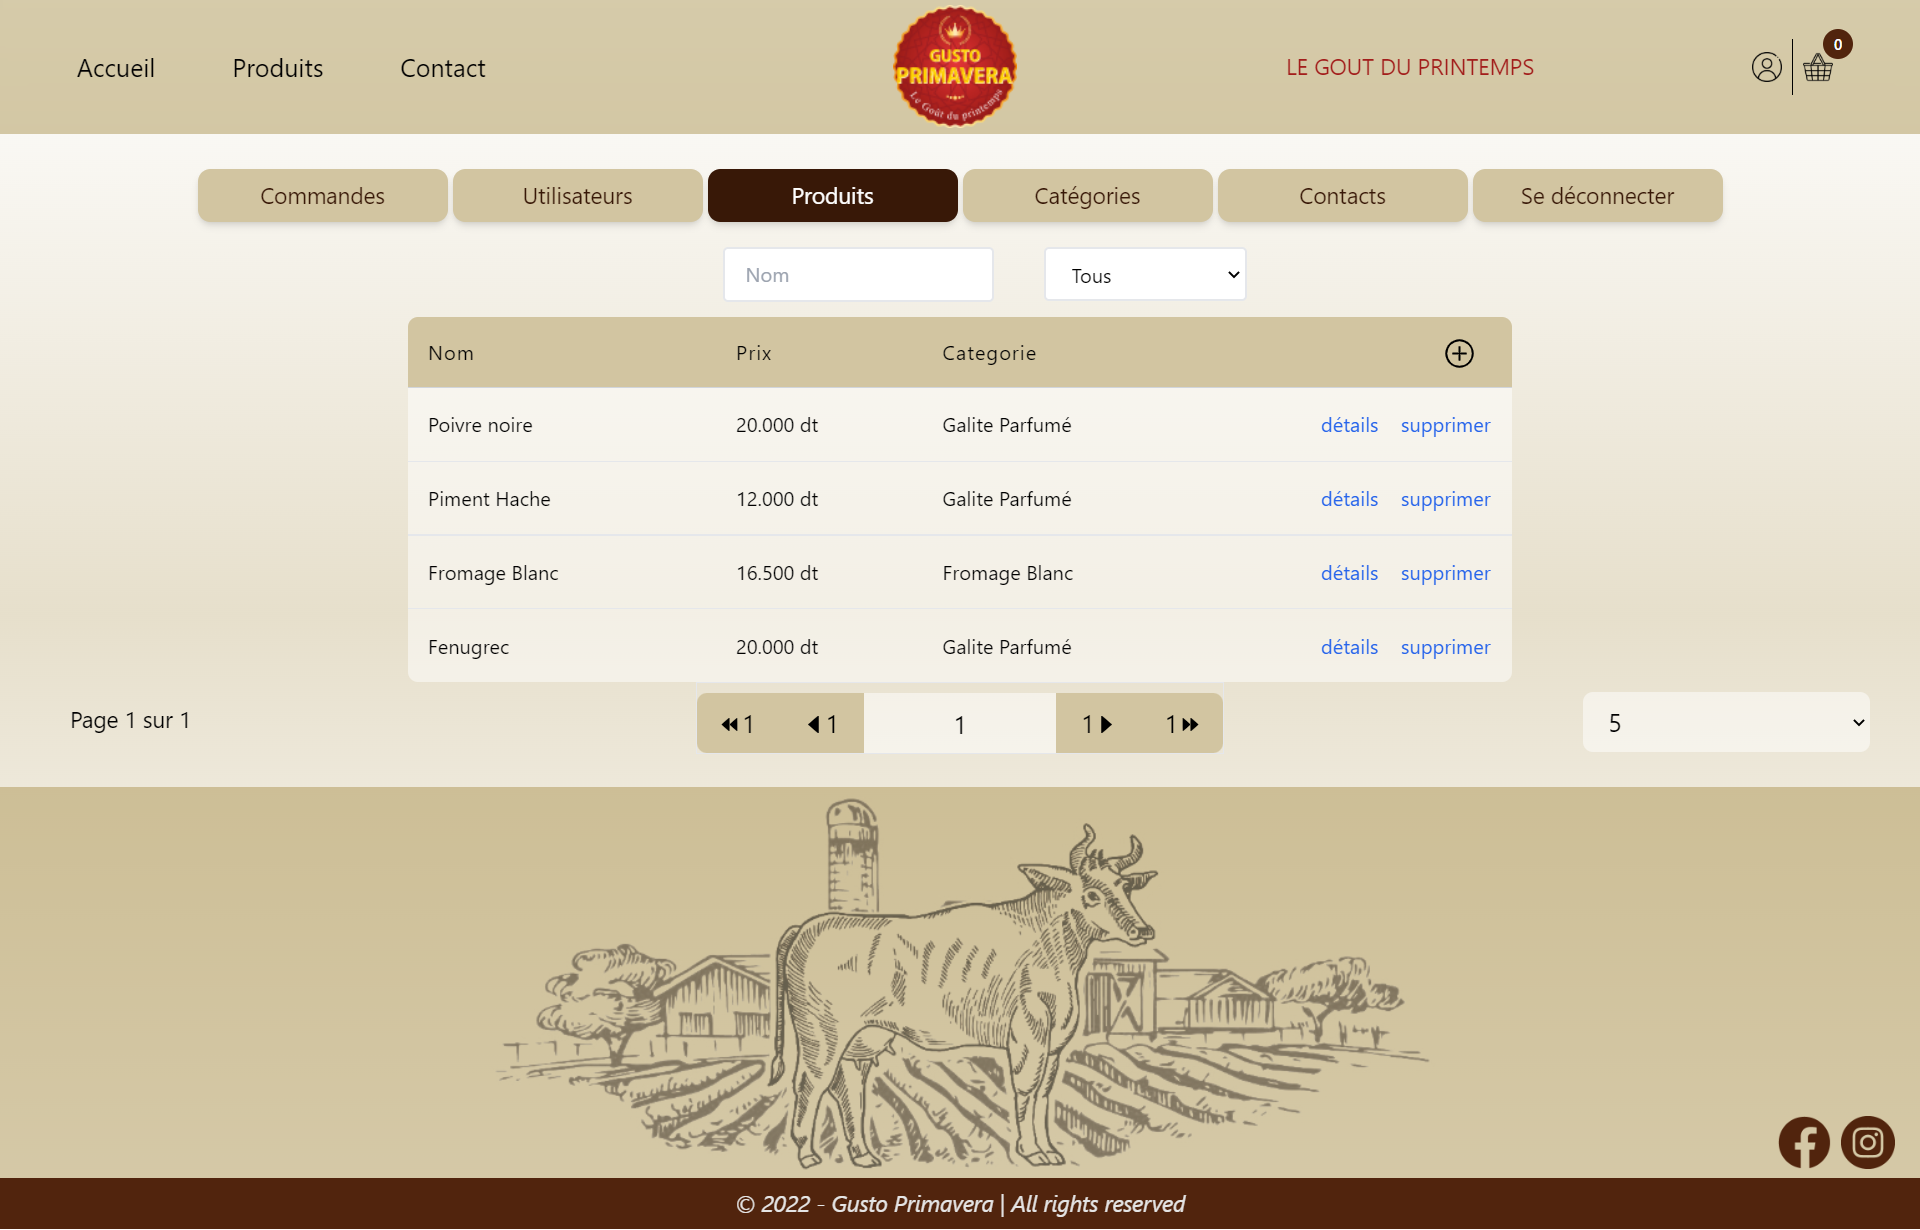 Accueil Produits Contact
GUSTO
PRIMAVERA
Le Goût du printemps
LE GOUT DU PRINTEMPS
0
Commandes Utilisateurs Produits Catégories Contacts Se déconnecter
Nom Tous
Nom Prix Categorie
Poivre noire 20.000 dt Galite Parfumé détails supprimer
Piment Hache 12.000 dt Galite Parfumé détails supprimer
Fromage Blanc 16.500 dt Fromage Blanc détails supprimer
Fenugrec 20.000 dt Galite Parfumé détails supprimer
Page 1 sur 1 1 1 1 1 1 5
© 2022 - Gusto Primavera | All rights reserved